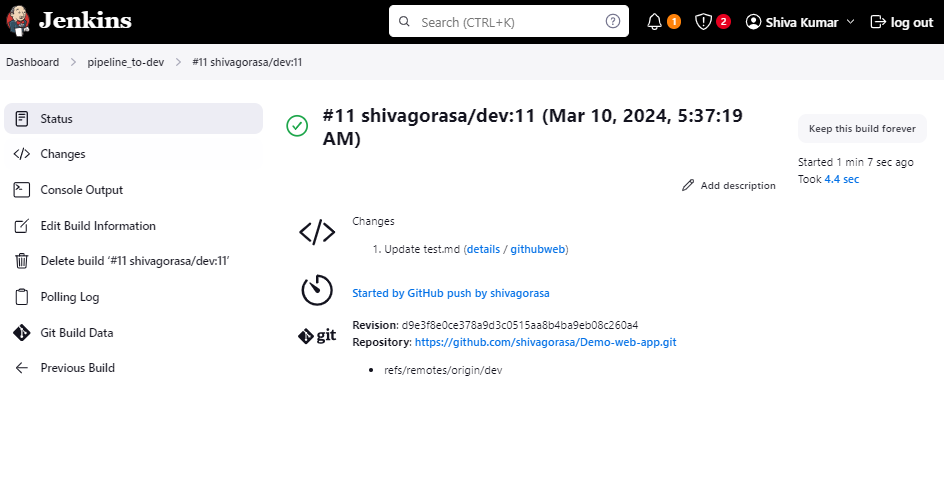 Jenkins
Search (CTRL+K)
?
1
2
Shiva Kumar
log out
Dashboard
pipeline_to-dev
#11 shivagorasa/dev:11
Status
Changes
Console Output
Edit Build Information
Delete build ‘#11 shivagorasa/dev:11’
Polling Log
Git Build Data
Previous Build
#11 shivagorasa/dev:11 (Mar 10, 2024, 5:37:19
AM)
Keep this build forever
Started 1 min 7 sec ago
Took 4.4 sec
Add description
Changes
1. Update test.md (details / githubweb)
Started by GitHub push by shivagorasa
git
Revision: d9e3f8e0ce378a9d3c0515aa8b4ba9eb08c260a4
Repository: https://github.com/shivagorasa/Demo-web-app.git
• refs/remotes/origin/dev